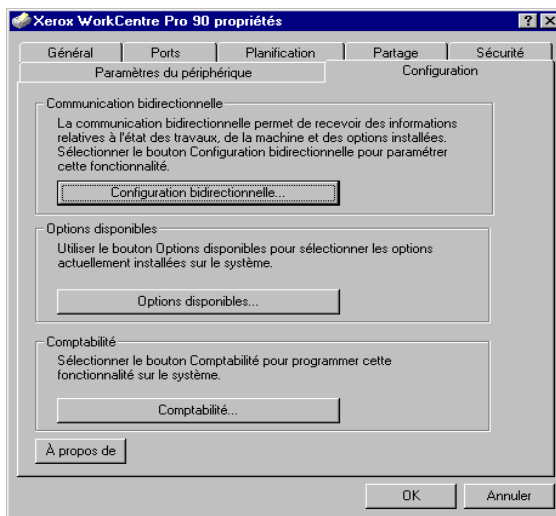 Xerox WorkCentre Pro 90 propriétés
Général Ports Planification Partage Sécurité
Paramètres du périphérique Configuration
Communication bidirectionnelle
La communication bidirectionnelle permet de recevoir des informations
relatives à l'état des travaux, de la machine et des options installées.
Sélectionner le bouton Configuration bidirectionnelle pour paramétrer
cette fonctionnalité.
Configuration bidirectionnelle...
Options disponibles
Utiliser le bouton Options disponibles pour sélectionner les options
actuellement installées sur le système.
Options disponibles...
Comptabilité
Sélectionner le bouton Comptabilité pour programmer cette
fonctionnalité sur le système.
Comptabilité...
À propos de
OK Annuler